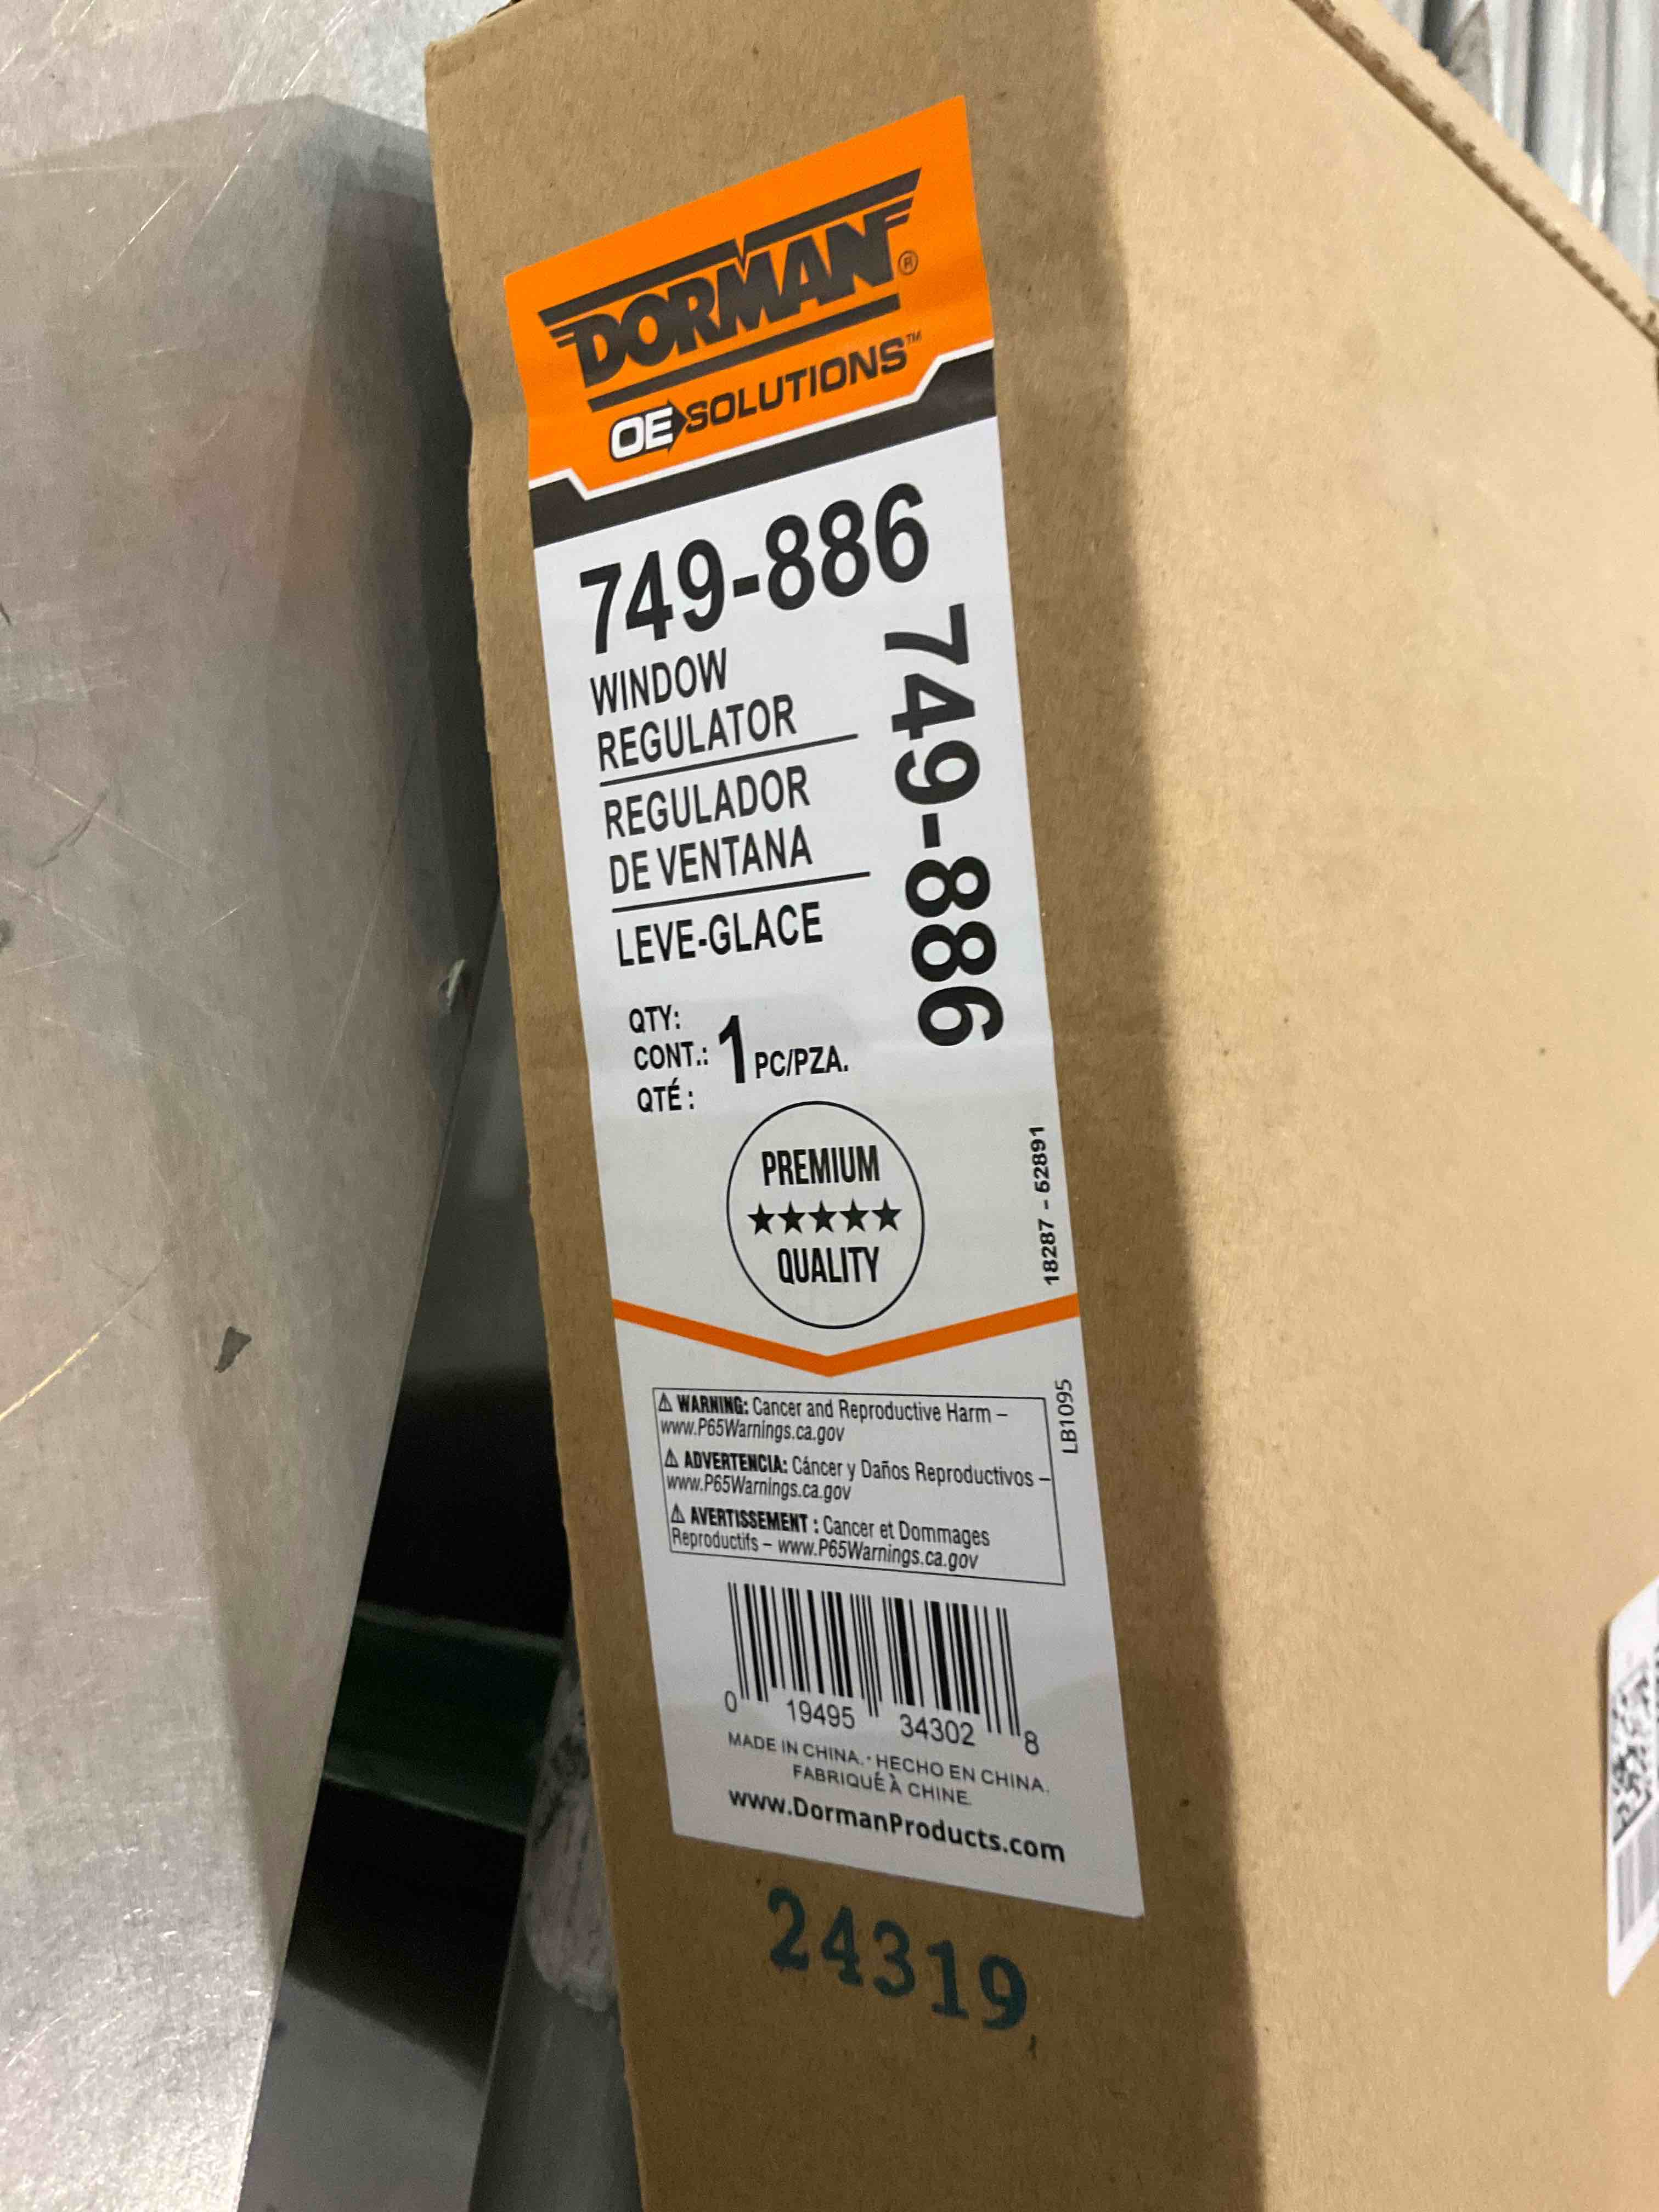 DORMAN®
OE SOLUTIONS™
749-886
WINDOW
REGULATOR
REGULADOR
DE VENTANA
LEVE-GLACE
749-886
QTY:
CONT.: 1 PC/PZA.
QTÉ :
PREMIUM
★★★★★
QUALITY
18287 - 52891
LB1095
⚠ WARNING: Cancer and Reproductive Harm –
www.P65Warnings.ca.gov
⚠ ADVERTENCIA: Cáncer y Daños Reproductivos –
www.P65Warnings.ca.gov
⚠ AVERTISSEMENT : Cancer et Dommages
Reproductifs – www.P65Warnings.ca.gov
0 19495 34302 8
MADE IN CHINA. · HECHO EN CHINA.
FABRIQUÉ À CHINE.
www.DormanProducts.com
24319